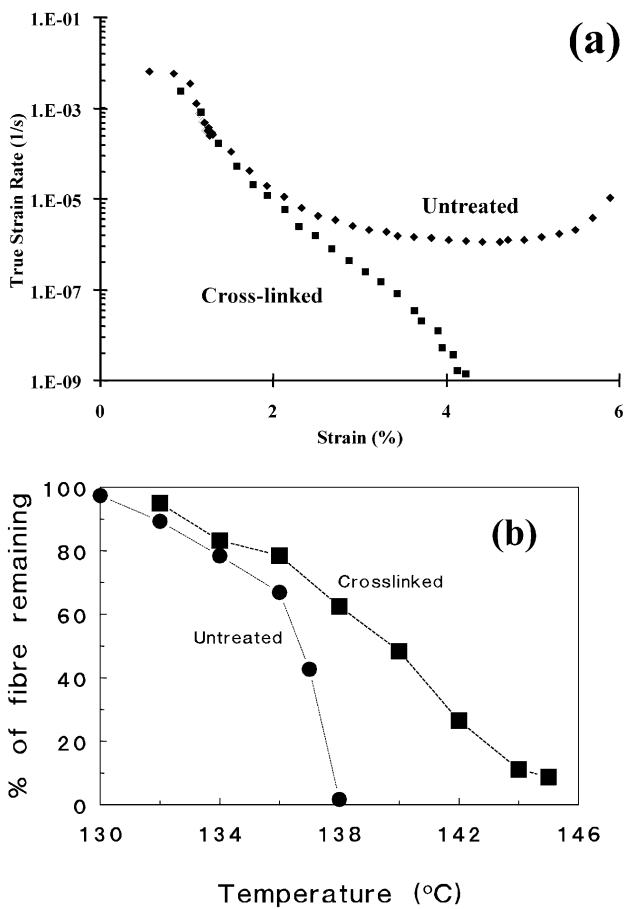 (a)
1.E-01
1.E-03
1.E-05
1.E-07
1.E-09
True Strain Rate (1/s)
Untreated
Cross-linked
0 2 4 6
Strain (%)
(b)
100
80
60
40
20
0
% of fibre remaining
Crosslinked
Untreated
130 134 138 142 146
Temperature (°C)